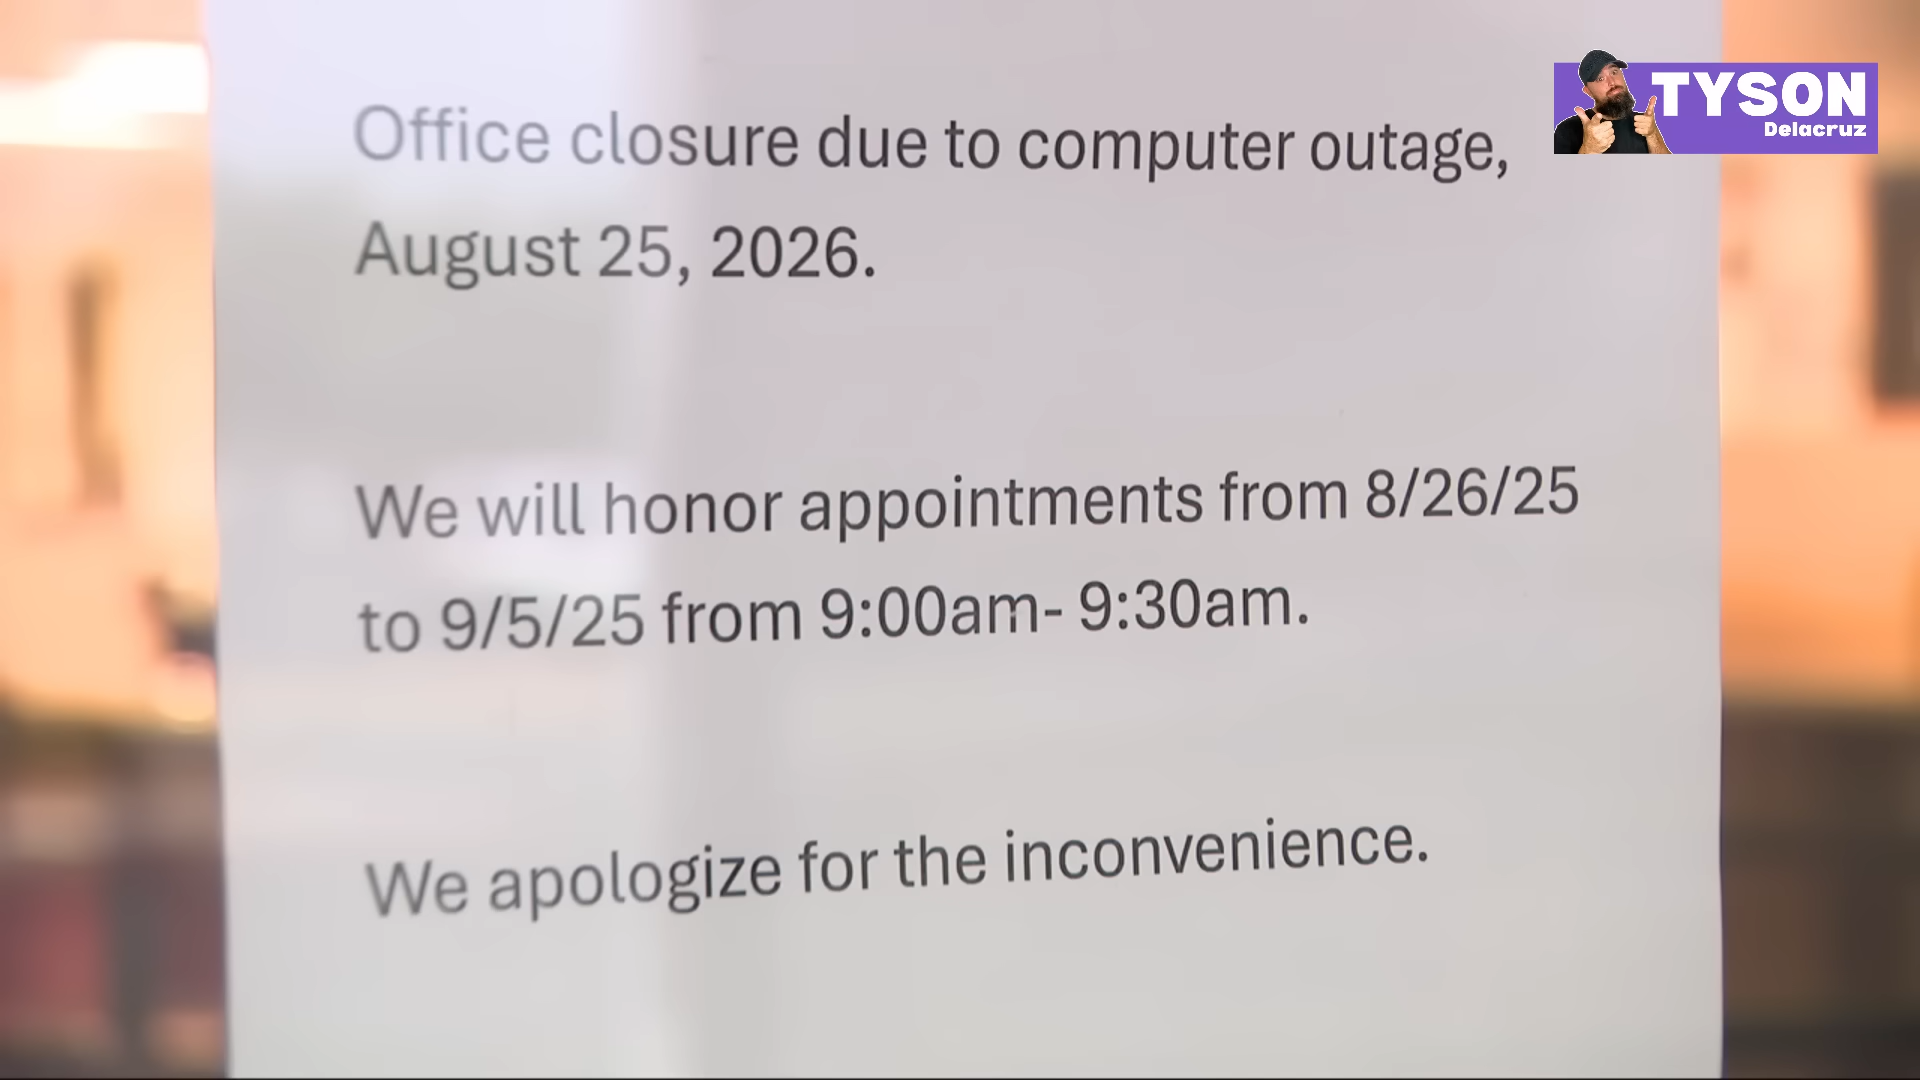 TYSON
Delacruz
Office closure due to computer outage,
August 25, 2026.
We will honor appointments from 8/26/25
to 9/5/25 from 9:00am- 9:30am.
We apologize for the inconvenience.